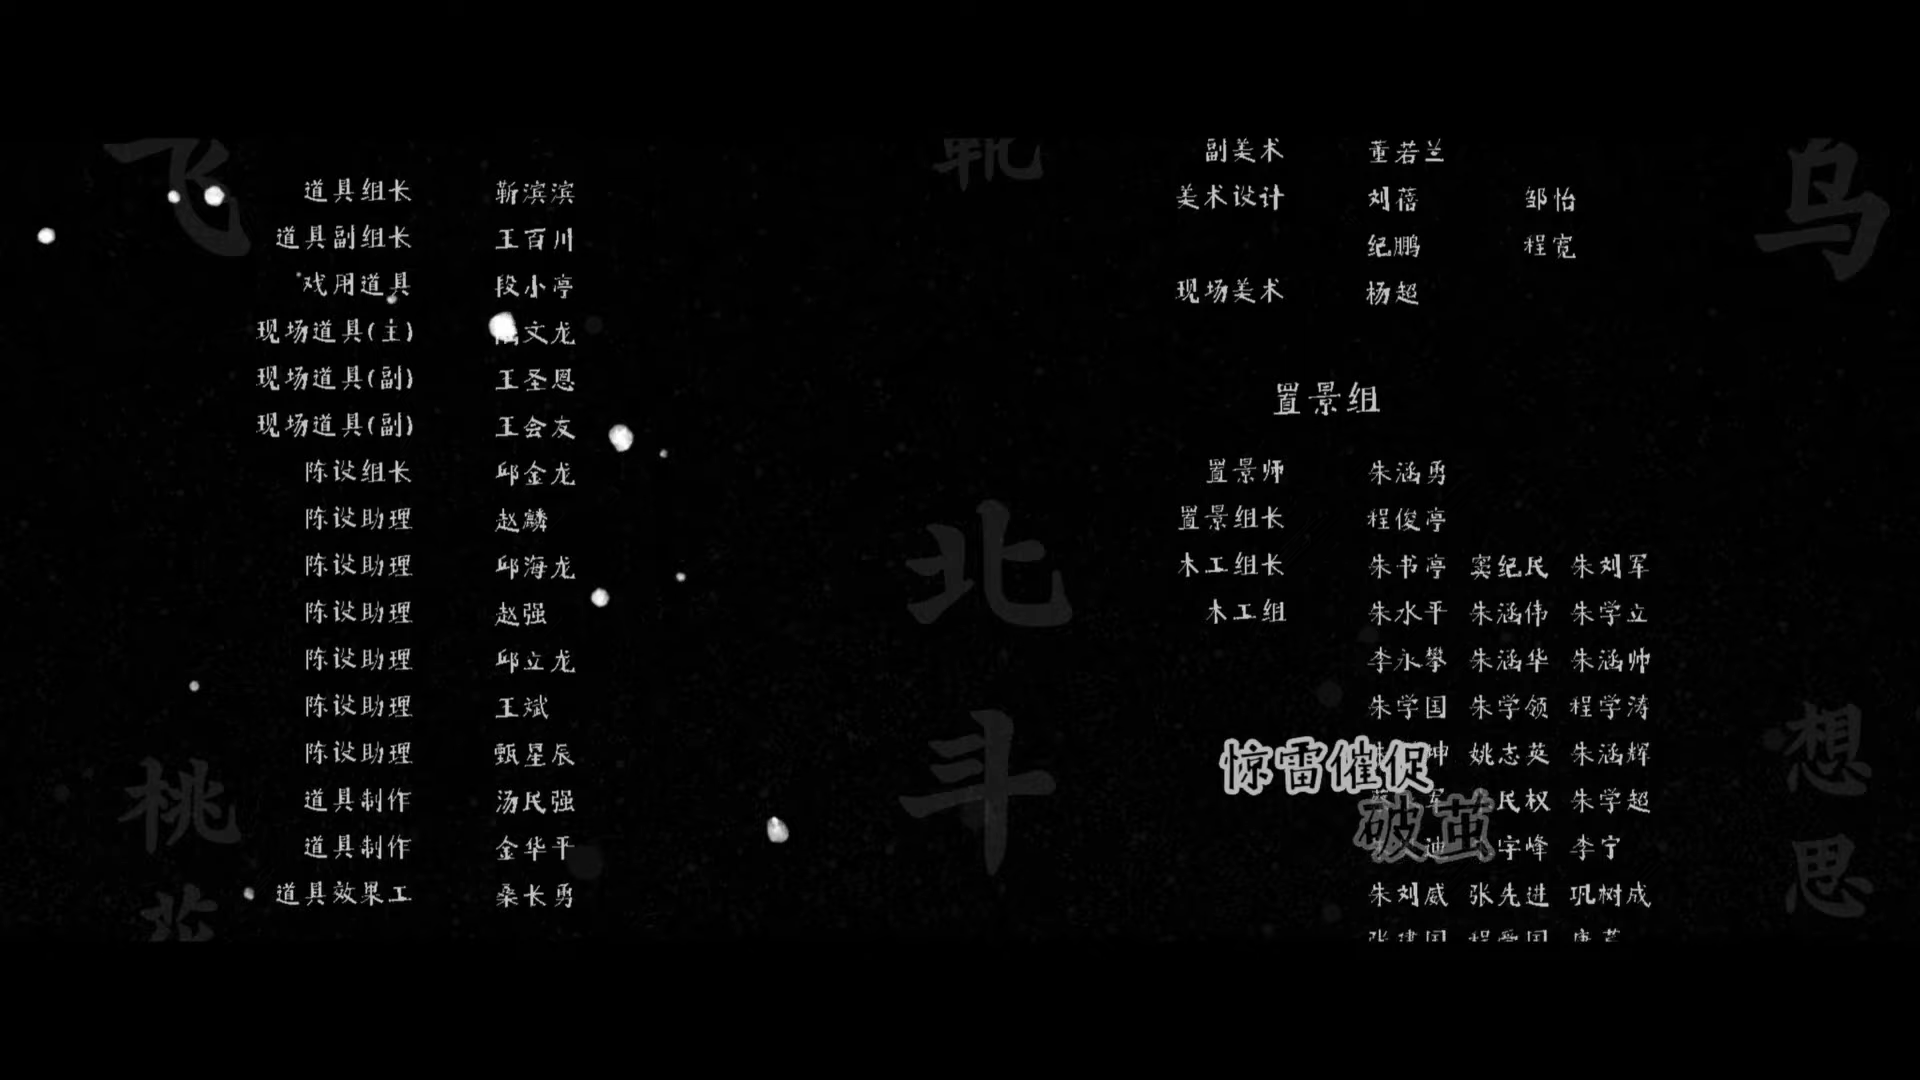 道具组长 靳滨滨
道具副组长 王百川
戏用道具 段小亭
现场道具(主) 文龙
现场道具(副) 王圣恩
现场道具(副) 王会友
陈设组长 邱金龙
陈设助理 赵麟
陈设助理 邱海龙
陈设助理 赵强
陈设助理 邱立龙
陈设助理 王斌
陈设助理 甄星辰
道具制作 汤民强
道具制作 金华平
道具效果工 桑长勇
副美术 董若兰
美术设计 刘蓓 邹怡
纪鹏 程宽
现场美术 杨超
置景组
置景师 朱涵勇
置景组长 程俊亭
木工组长 朱书亭 窦纪民 朱刘军
木工组 朱水平 朱涵伟 朱学立
李永攀 朱涵华 朱涵帅
朱学国 朱学领 程学涛
坤 姚志英 朱涵辉
军 民权 朱学超
迪 宇峰 李宁
朱刘威 张先进 巩树成
惊雷催促
破茧
飞
桃
靴
北
斗
鸟
想
思